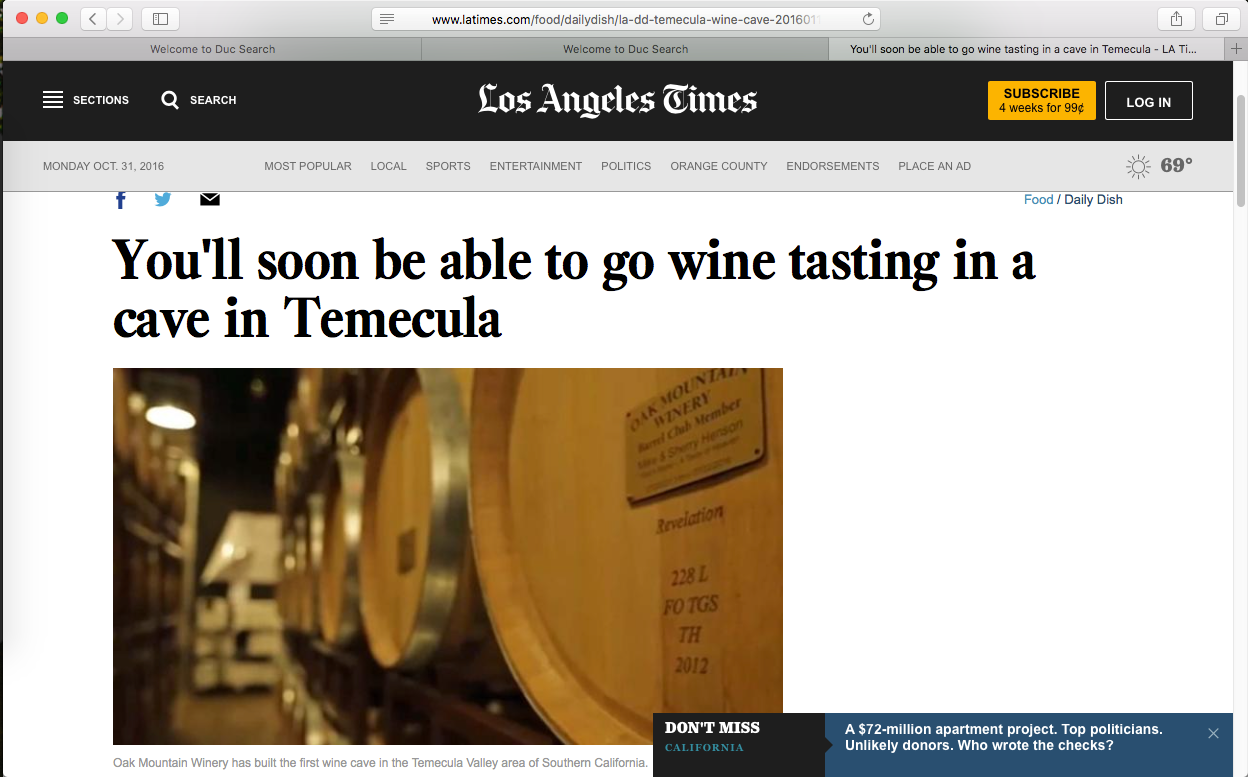 www.latimes.com/food/dailydish/la-dd-temecula-wine-cave-201601
Welcome to Duc Search
Welcome to Duc Search
You'll soon be able to go wine tasting in a cave in Temecula - LA Ti...
SECTIONS
SEARCH
Los Angeles Times
SUBSCRIBE
4 weeks for 99¢
LOG IN
MONDAY OCT. 31, 2016
MOST POPULAR
LOCAL
SPORTS
ENTERTAINMENT
POLITICS
ORANGE COUNTY
ENDORSEMENTS
PLACE AN AD
69°
Food / Daily Dish
You'll soon be able to go wine tasting in a
cave in Temecula
OAK MOUNTAIN
WINERY
Barrel Club Member
Mike & Sherry Henson
Revelation
228 L
FO TGS
TH
2012
Oak Mountain Winery has built the first wine cave in the Temecula Valley area of Southern California.
DON'T MISS
CALIFORNIA
A $72-million apartment project. Top politicians.
Unlikely donors. Who wrote the checks?